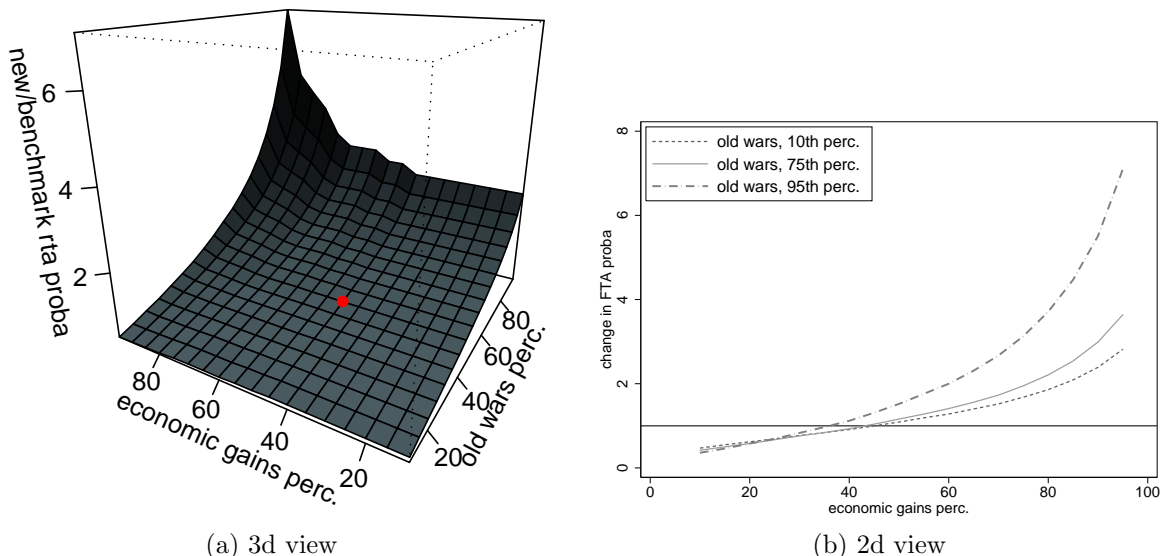 new/benchmark rta proba
6
4
2
80
60
40
20
economic gains perc.
20
40
60
80
old wars perc.
(a) 3d view
change in FTA proba
8
6
4
2
0
old wars, 10th perc.
old wars, 75th perc.
old wars, 95th perc.
0 20 40 60 80 100
economic gains perc.
(b) 2d view